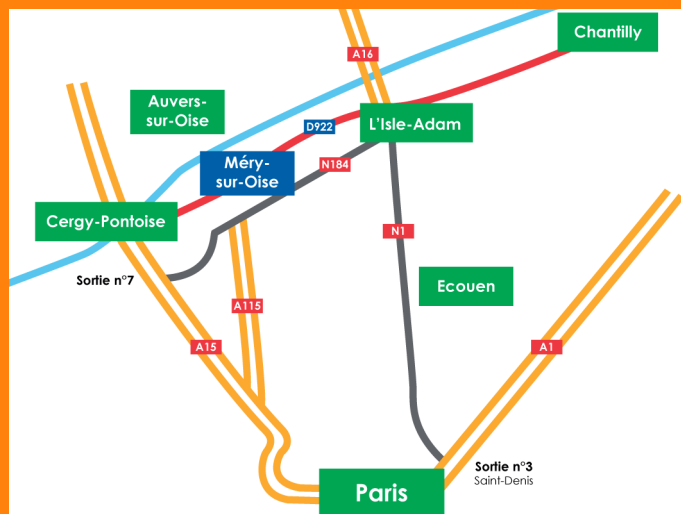 Chantilly
A16
Auvers-
sur-Oise
L'Isle-Adam
D922
Méry-
sur-Oise
N184
Cergy-Pontoise
N1
Sortie n°7
Ecouen
A115
A15
A1
Sortie n°3
Saint-Denis
Paris